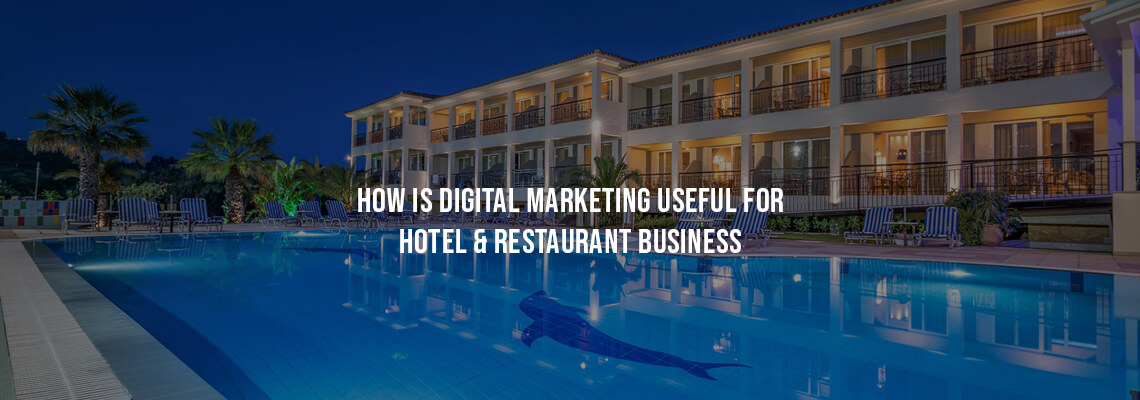 HOW IS DIGITAL MARKETING USEFUL FOR
HOTEL & RESTAURANT BUSINESS